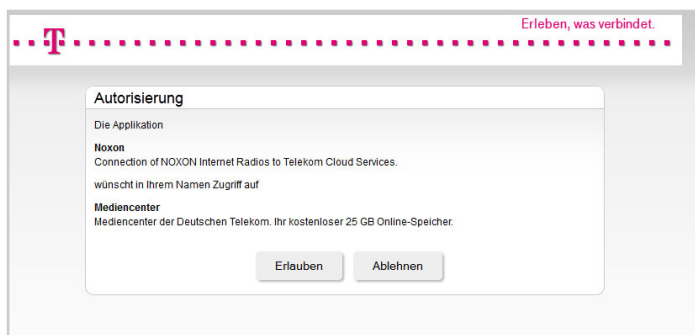 Erleben, was verbindet.
T
Autorisierung
Die Applikation
Noxon
Connection of NOXON Internet Radios to Telekom Cloud Services.
wünscht in Ihrem Namen Zugriff auf
Mediencenter
Mediencenter der Deutschen Telekom. Ihr kostenloser 25 GB Online-Speicher.
Erlauben Ablehnen